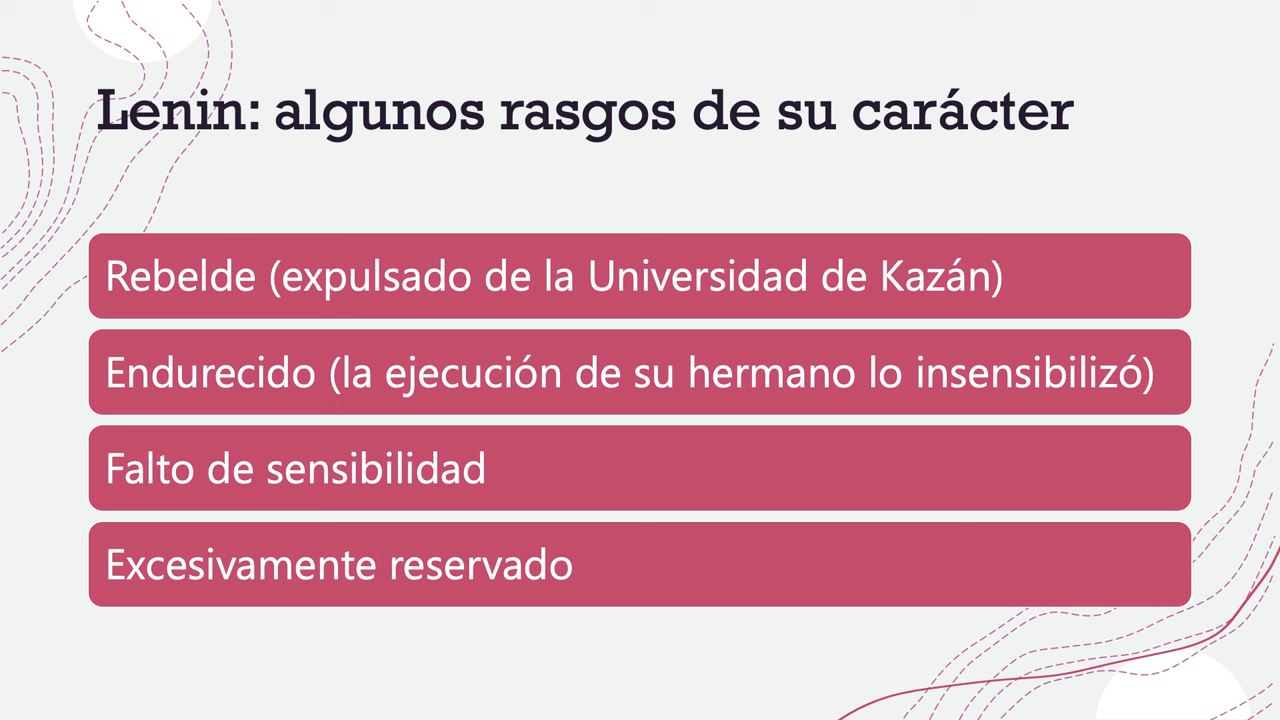 Lenin: algunos rasgos de su carácter
Rebelde (expulsado de la Universidad de Kazán)
Endurecido (la ejecución de su hermano lo insensibilizó)
Falto de sensibilidad
Excesivamente reservado